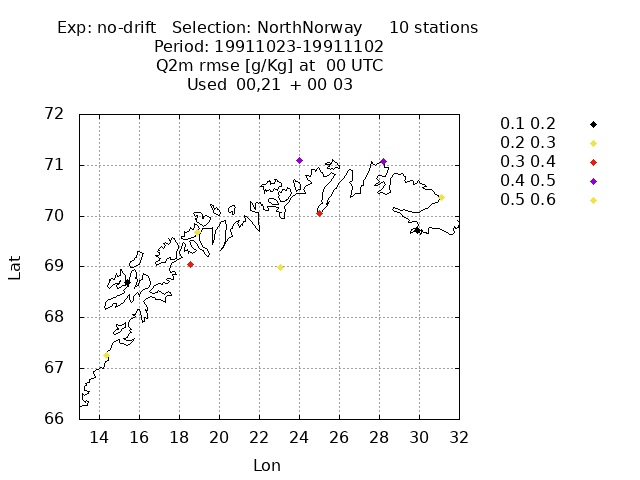 Exp: no-drift   Selection: NorthNorway     10 stations
Period: 19911023-19911102
Q2m rmse [g/Kg] at  00 UTC
Used  00,21  + 00 03
72
71
70
69
68
67
66
Lat
14 16 18 20 22 24 26 28 30 32
Lon
0.1 0.2
0.2 0.3
0.3 0.4
0.4 0.5
0.5 0.6